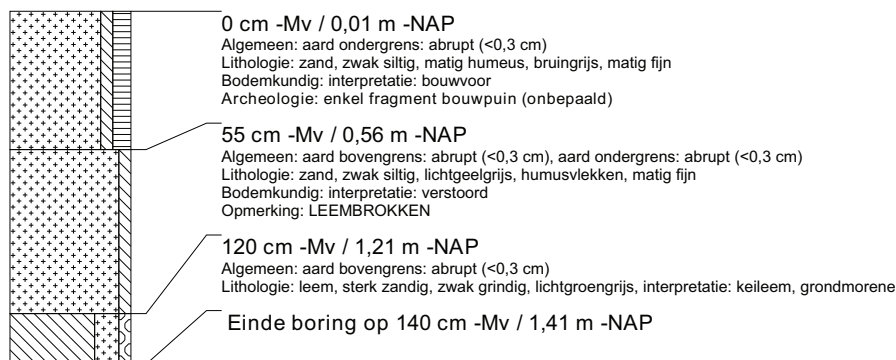 0 cm -Mv / 0,01 m -NAP
Algemeen: aard ondergrens: abrupt (<0,3 cm)
Lithologie: zand, zwak siltig, matig humeus, bruingrijs, matig fijn
Bodemkundig: interpretatie: bouwvoor
Archeologie: enkel fragment bouwpuin (onbepaald)
55 cm -Mv / 0,56 m -NAP
Algemeen: aard bovengrens: abrupt (<0,3 cm), aard ondergrens: abrupt (<0,3 cm)
Lithologie: zand, zwak siltig, lichtgeelgrijs, humusvlekken, matig fijn
Bodemkundig: interpretatie: verstoord
Opmerking: LEEMBROKKEN
120 cm -Mv / 1,21 m -NAP
Algemeen: aard bovengrens: abrupt (<0,3 cm)
Lithologie: leem, sterk zandig, zwak grindig, lichtgroengrijs, interpretatie: keileem, grondmorene
Einde boring op 140 cm -Mv / 1,41 m -NAP